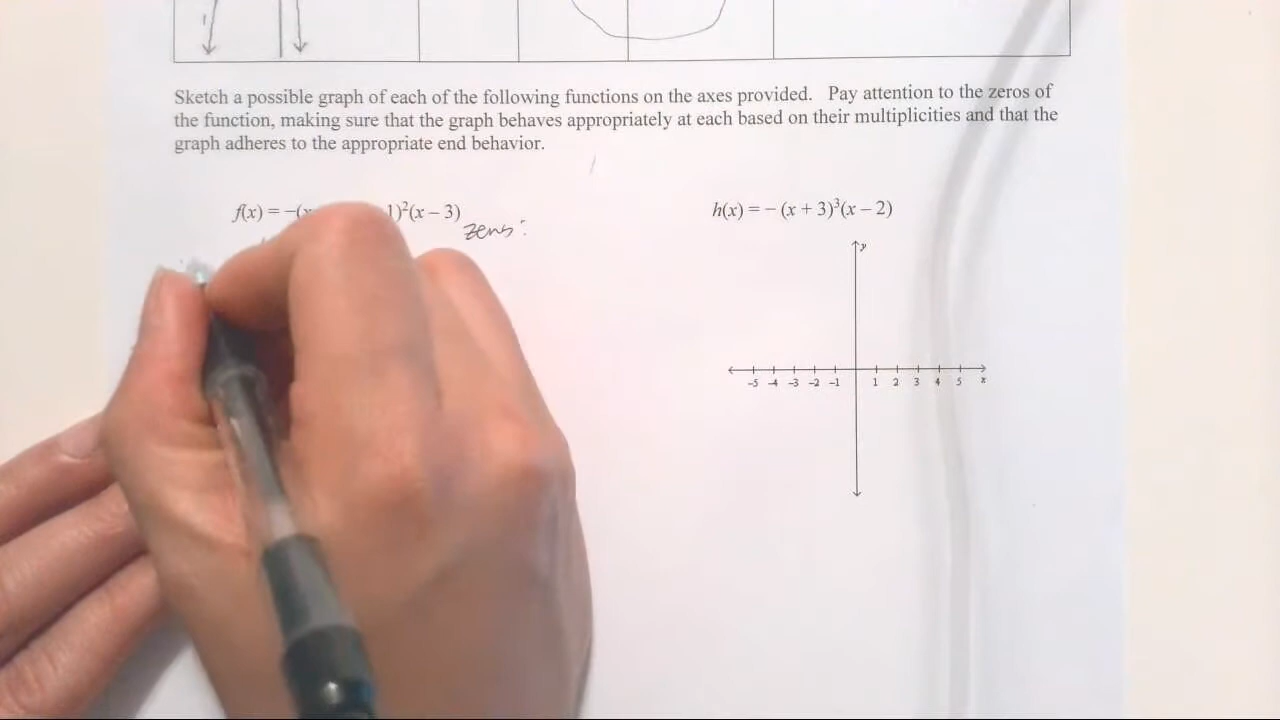 Sketch a possible graph of each of the following functions on the axes provided. Pay attention to the zeros of
the function, making sure that the graph behaves appropriately at each based on their multiplicities and that the
graph adheres to the appropriate end behavior.
f(x) = −(x 1)²(x − 3)
zeros:
h(x) = − (x + 3)³(x − 2)
y
-5 -4 -3 -2 -1 1 2 3 4 5 x